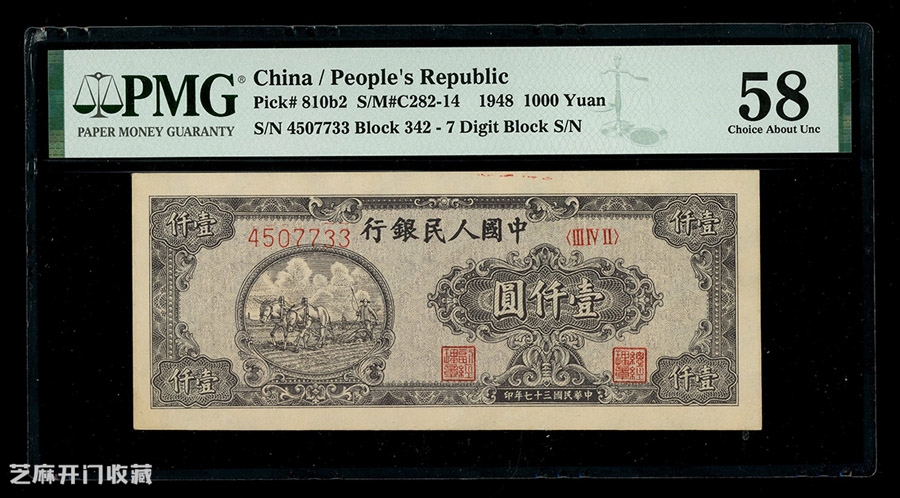 PMG®
PAPER MONEY GUARANTY
China / People's Republic
Pick# 810b2 S/M#C282-14 1948 1000 Yuan
S/N 4507733 Block 342 - 7 Digit Block S/N
58
Choice About Unc
仟壹
行銀民人國中
仟壹
4507733
〈ⅢⅣⅡ〉
圓仟壹
仟壹
仟壹
印年七十三國民華中
芝麻开门收藏